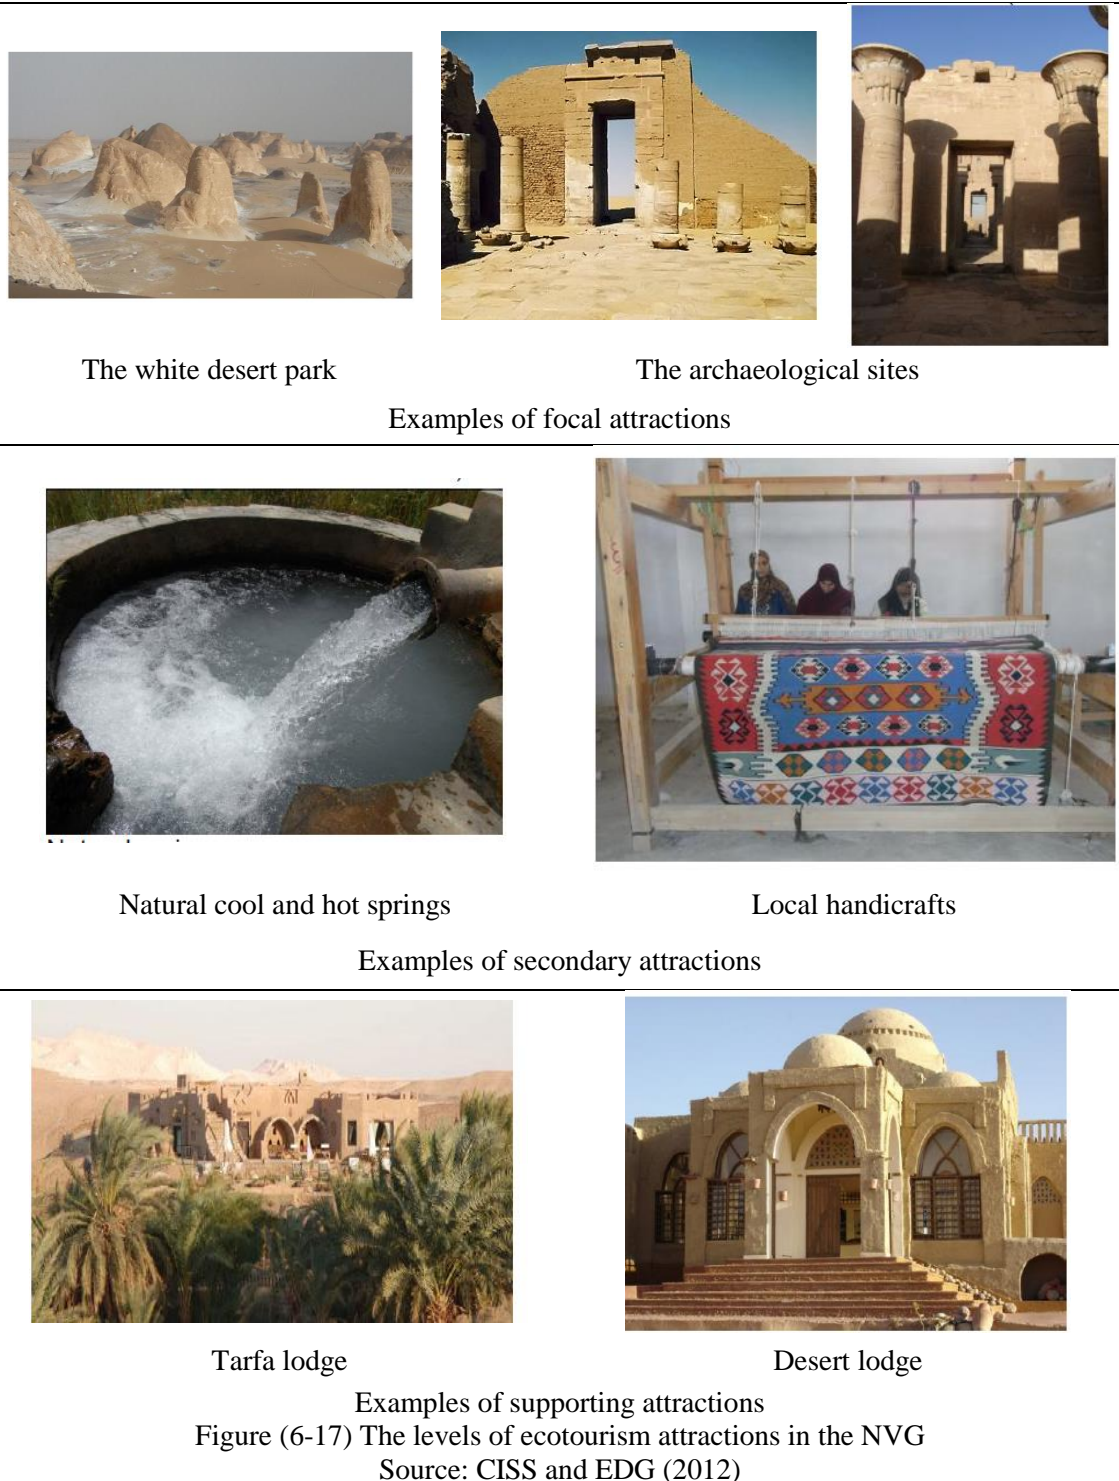 The white desert park
The archaeological sites
Examples of focal attractions
Natural cool and hot springs
Local handicrafts
Examples of secondary attractions
Tarfa lodge
Desert lodge
Examples of supporting attractions
Figure (6-17) The levels of ecotourism attractions in the NVG
Source: CISS and EDG (2012)